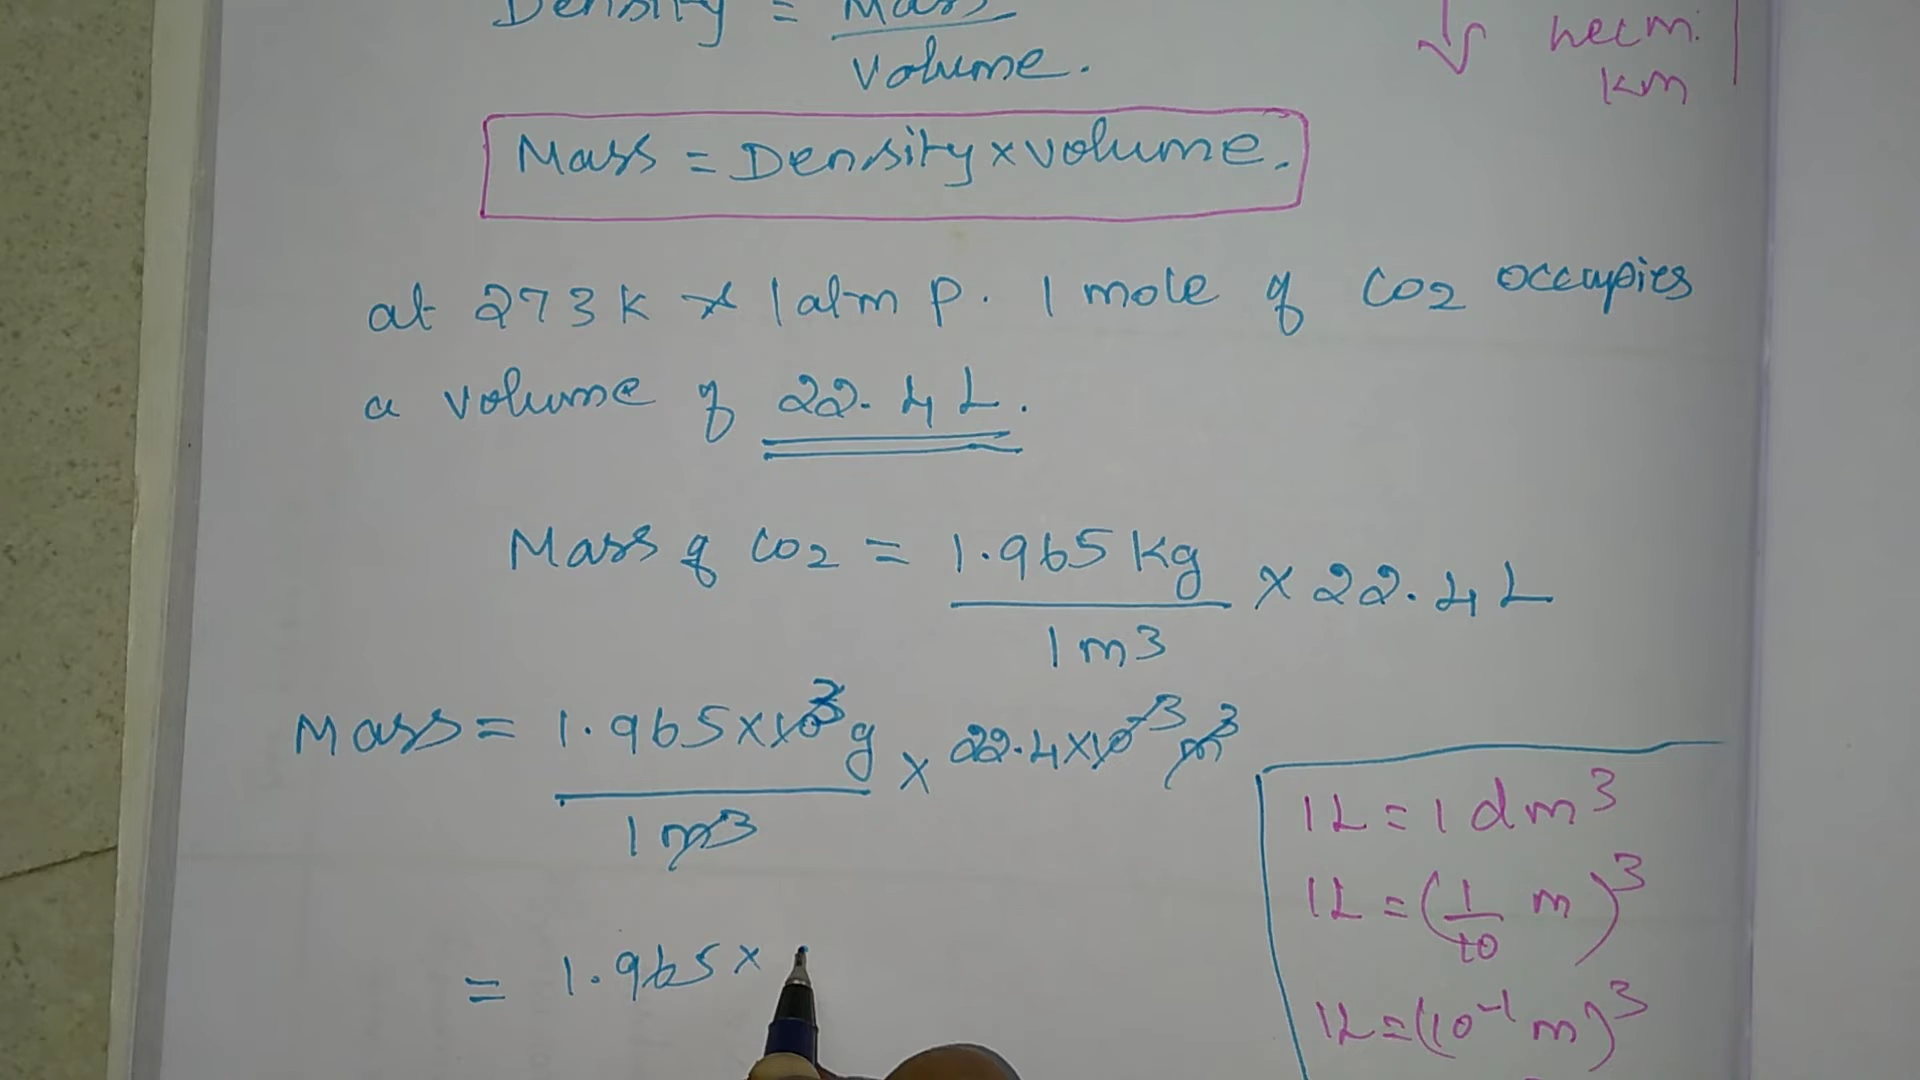 Density = Mass
Volume.
hecm.
km
Mass = Density x volume.
at 273 K & 1 atm p. 1 mole of CO2 occupies
a volume of 22.4 L.
Mass of CO2 = 1.965 Kg x 22.4 L
1 m3
Mass = 1.965 x 10³ g x 22.4 x 10⁻³ m³
1 m3
1L = 1 dm³
1L = (1/10 m)³
= 1.965 x
1L = (10⁻¹ m)³